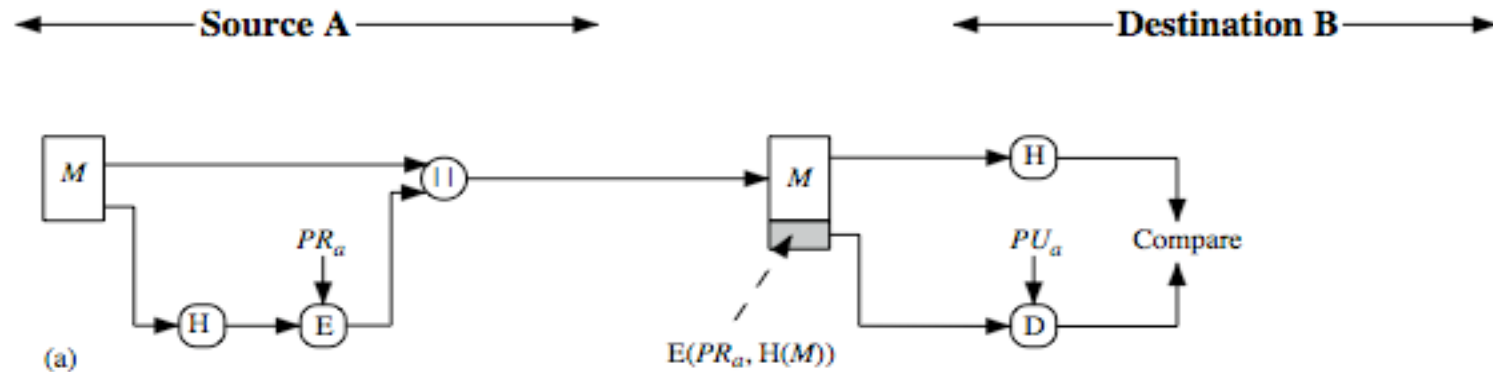 Source A
Destination B
M
||
M
H
PRa
PUa
Compare
H
E
D
E(PRa, H(M))
(a)